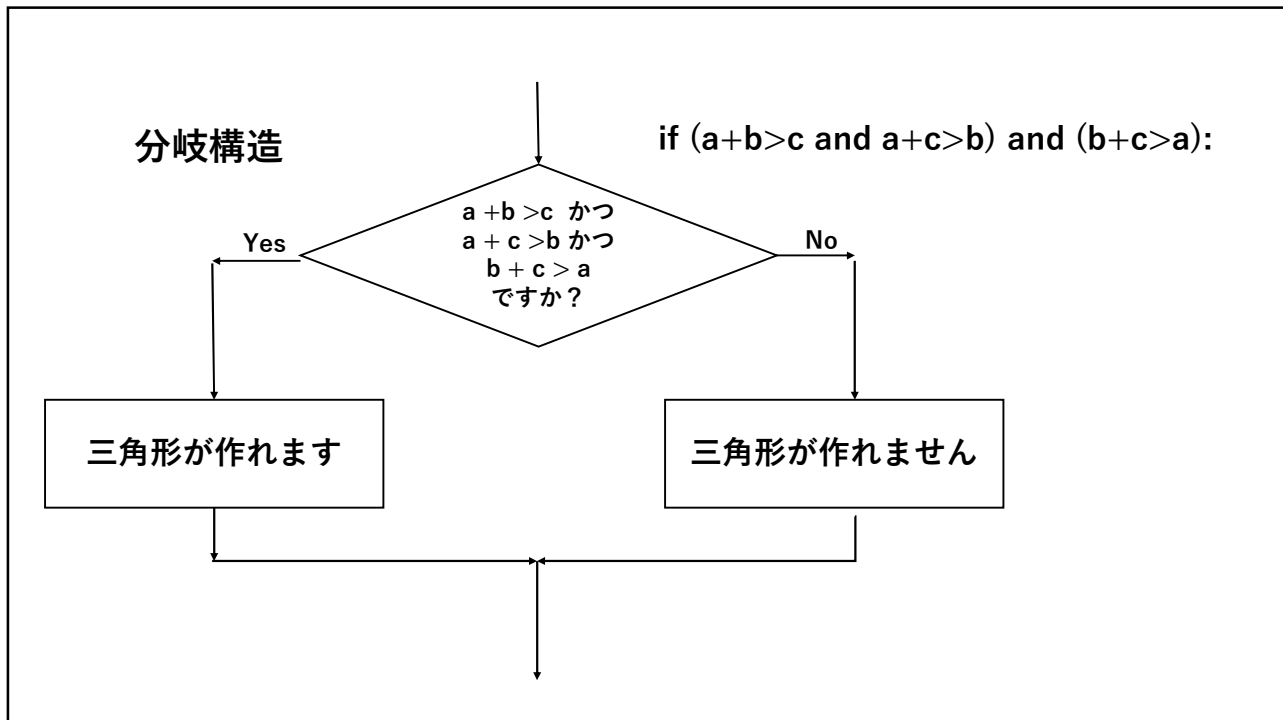 分岐構造
if (a+b>c and a+c>b) and (b+c>a):
a +b >c かつ
a + c >b かつ
b + c > a
ですか？
Yes
No
三角形が作れます
三角形が作れません